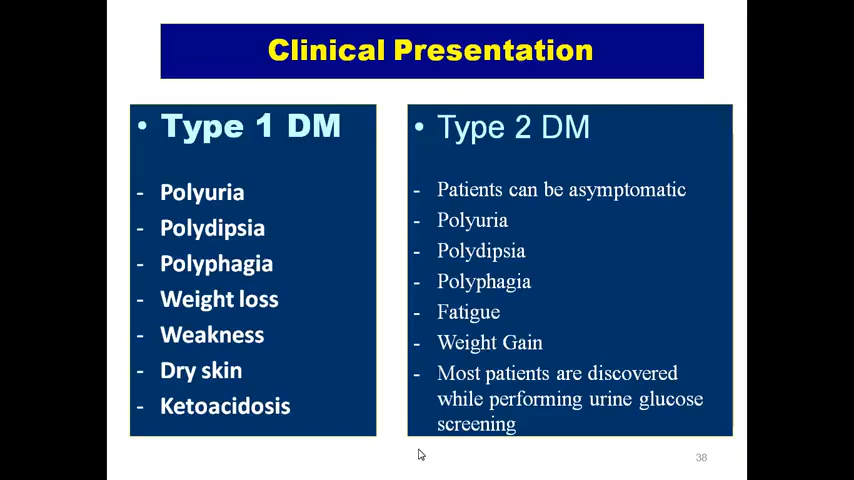 Clinical Presentation
• Type 1 DM
- Polyuria
- Polydipsia
- Polyphagia
- Weight loss
- Weakness
- Dry skin
- Ketoacidosis
• Type 2 DM
- Patients can be asymptomatic
- Polyuria
- Polydipsia
- Polyphagia
- Fatigue
- Weight Gain
- Most patients are discovered
while performing urine glucose
screening
38